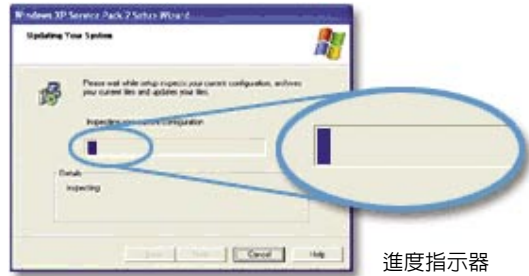 Windows XP Service Pack 2 Setup Wizard
Updating Your System
Please wait while setup inspects your current configuration, archives
your current files and updates your files.
Inspecting your current configuration
Details
Inspecting
Cancel
Help
進度指示器